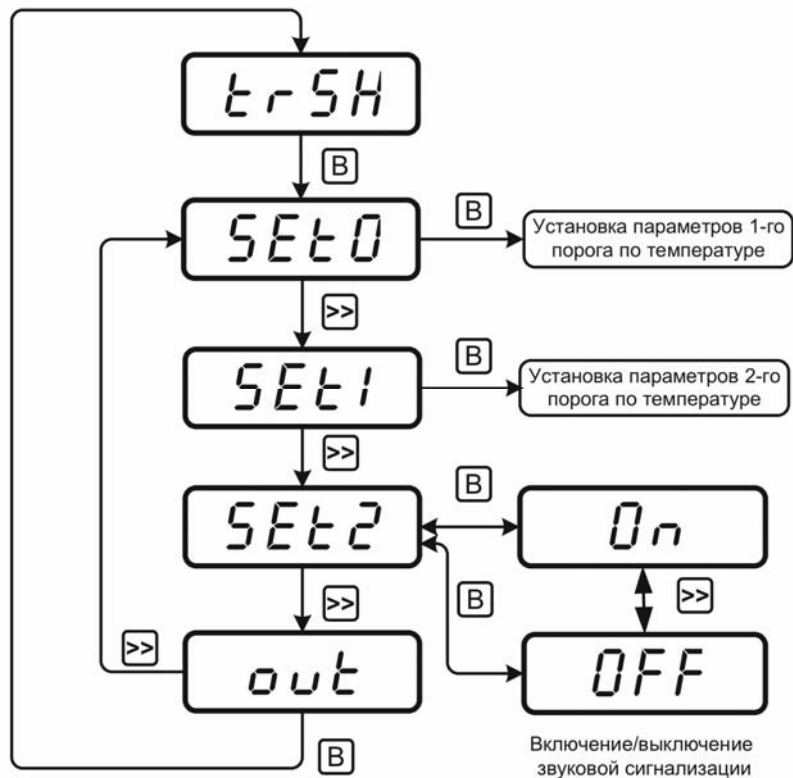 trSH
B
SEt0
B
Установка параметров 1-го
порога по температуре
>>
SEt1
B
Установка параметров 2-го
порога по температуре
>>
SEt2
B
On
>>
B
>>
>>
out
OFF
B
Включение/выключение
звуковой сигнализации